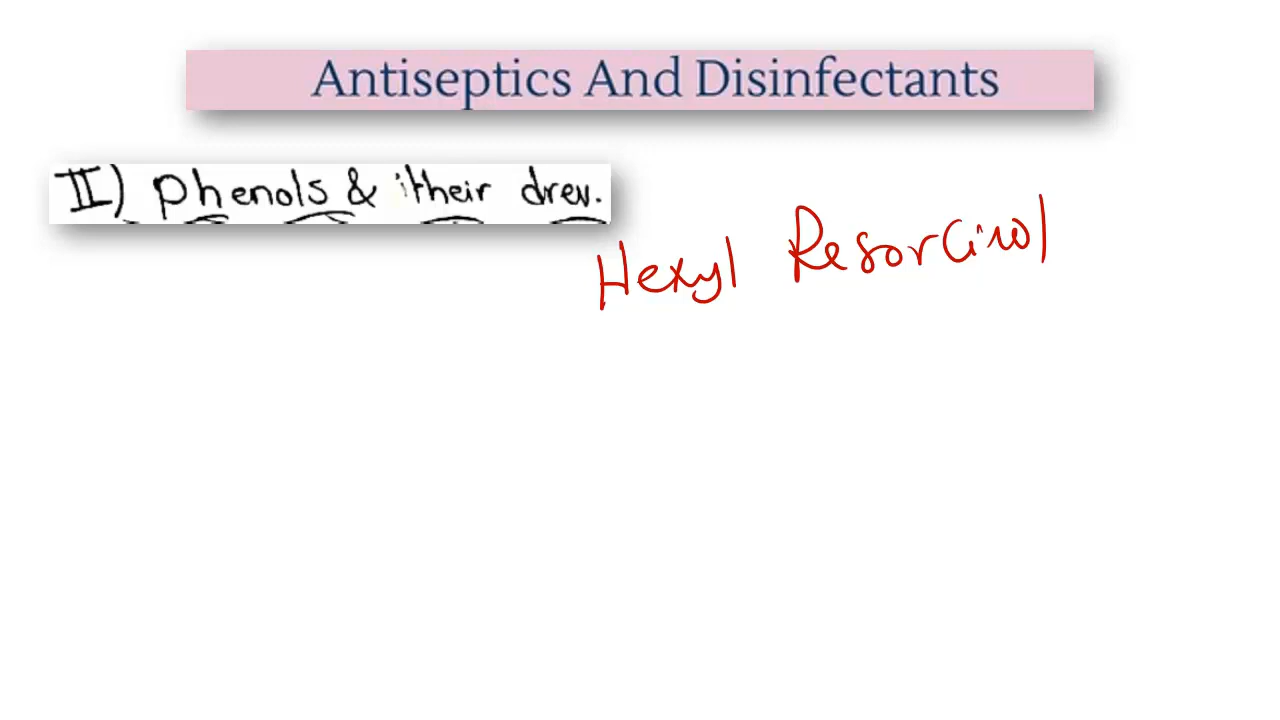 Antiseptics And Disinfectants
II) Phenols & their drev.
Hexyl Resorcinol